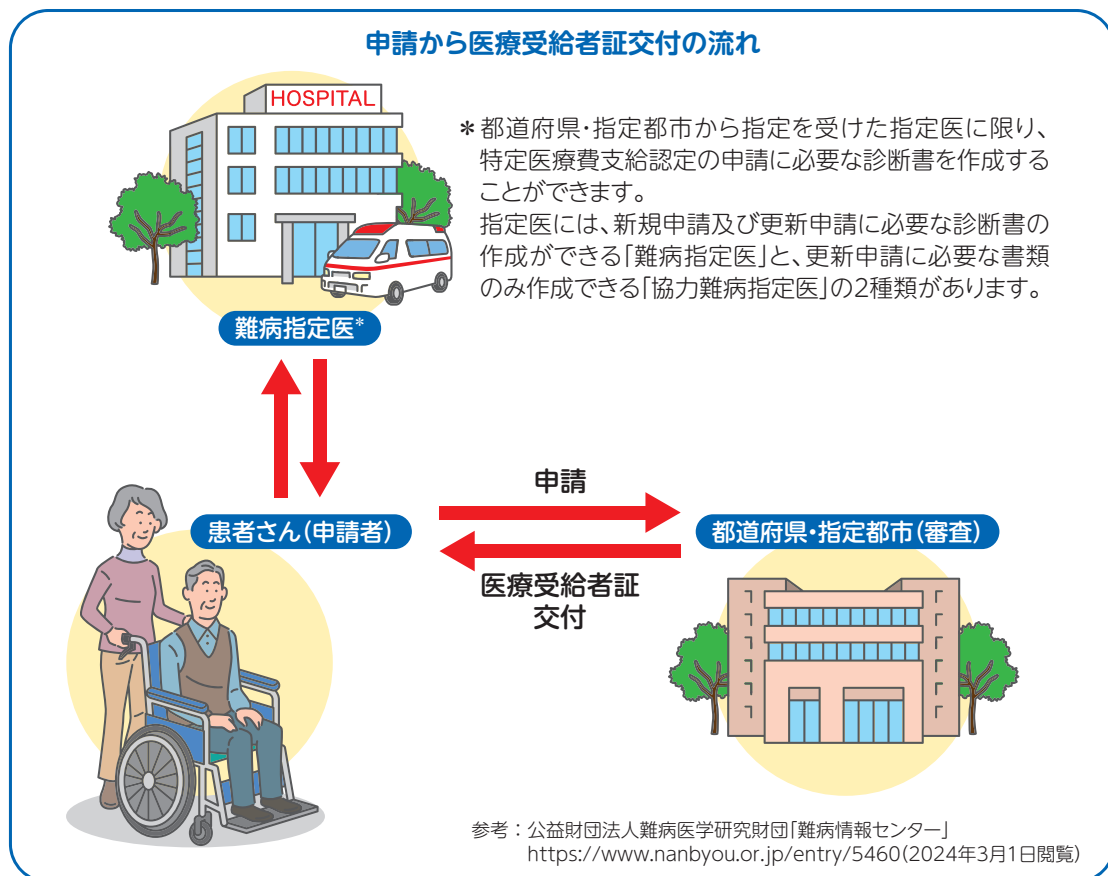 申請から医療受給者証交付の流れ
HOSPITAL
＊都道府県・指定都市から指定を受けた指定医に限り、
特定医療費支給認定の申請に必要な診断書を作成する
ことができます。
指定医には、新規申請及び更新申請に必要な診断書の
作成ができる「難病指定医」と、更新申請に必要な書類
のみ作成できる「協力難病指定医」の2種類があります。
難病指定医*
申請
患者さん（申請者）
都道府県・指定都市（審査）
医療受給者証
交付
参考：公益財団法人難病医学研究財団「難病情報センター」
https://www.nanbyou.or.jp/entry/5460（2024年3月1日閲覧）